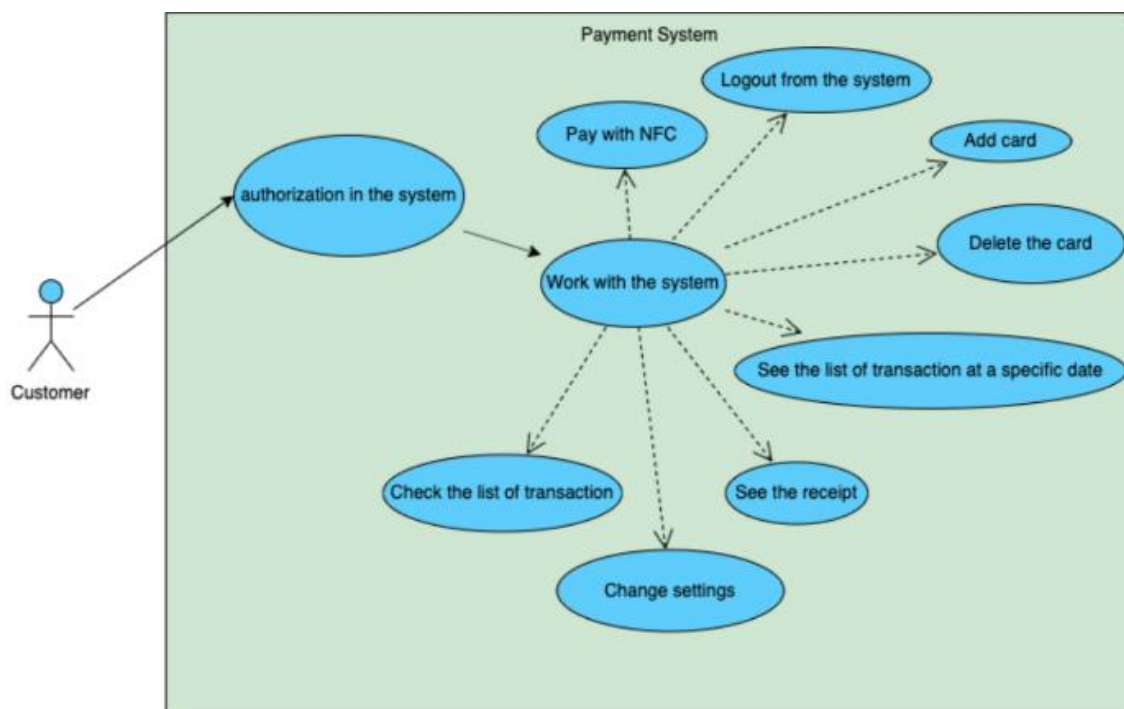 Payment System
Logout from the system
Pay with NFC
Add card
authorization in the system
Delete the card
Work with the system
See the list of transaction at a specific date
Customer
Check the list of transaction
See the receipt
Change settings